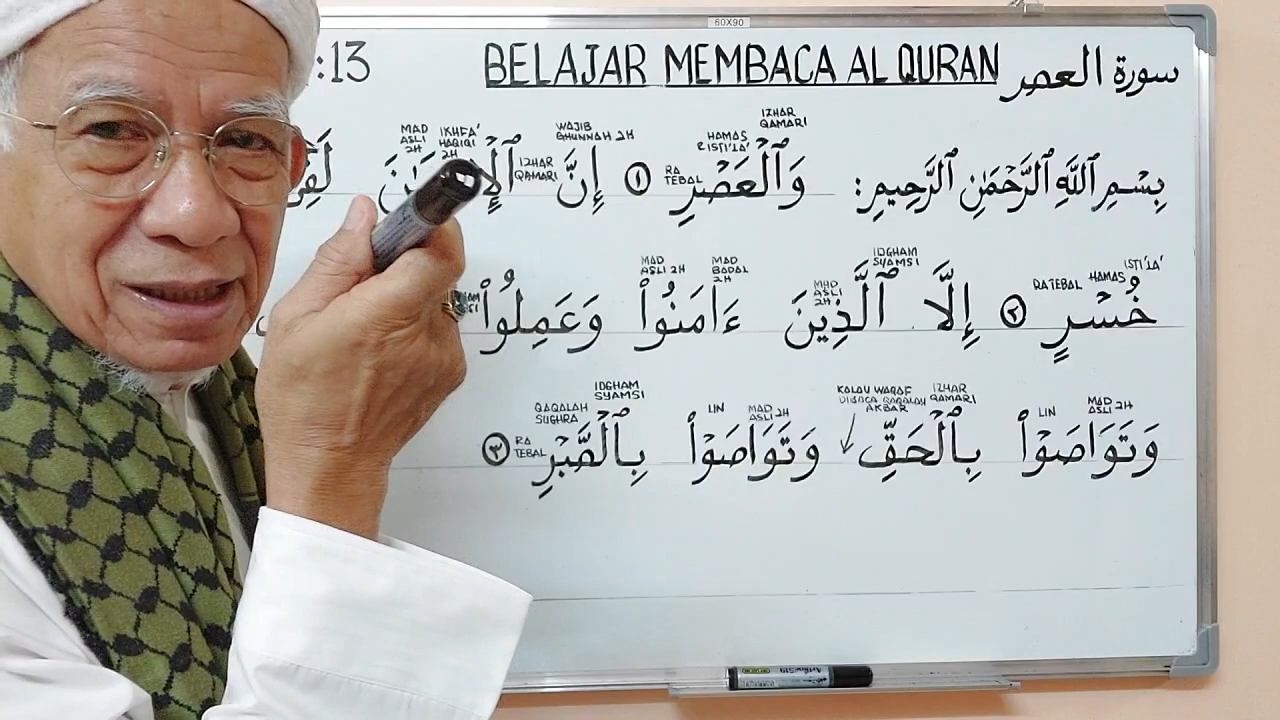 60X90
:13 BELAJAR MEMBACA AL QURAN سورة العصر
IZHAR QAMARI
HAMAS ISTI'LA'
WAJIB GHUNNAH 2H
IKHFA' HAQIQI 2H
MAD ASLI 2H
بِسْمِ ٱللَّهِ ٱلرَّحْمَٰنِ ٱلرَّحِيمِ: وَٱلْعَصْرِ RA TEBAL ١ إِنَّ IZHAR QAMARI
ISTI'LA'
HAMAS
RA TEBAL
IDGHAM SYAMSI
MAD ASLI 2H
MAD BADAL 2H
MAD ASLI 2H
خُسْرٍ ٢ إِلَّا ٱلَّذِينَ ءَامَنُوا۟ وَعَمِلُوا۟
MAD ASLI 2H
LIN
IZHAR QAMARI
KALAU WAQAF DIBACA QALQALAH AKBAR
MAD ASLI 2H
LIN
IDGHAM SYAMSI
QALQALAH SUGHRA
وَتَوَاصَوْا۟ بِٱلْحَقِّ وَتَوَاصَوْا۟ بِٱلصَّبْرِ RA TEBAL ٣